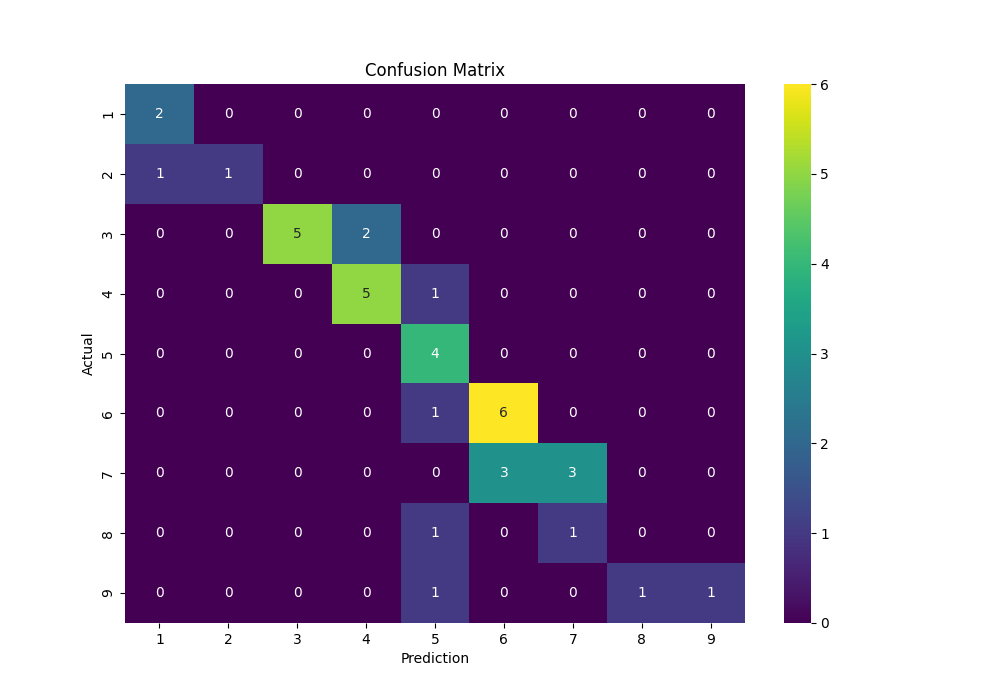 Confusion Matrix
Actual
1 2 0 0 0 0 0 0 0 0
2 1 1 0 0 0 0 0 0 0
3 0 0 5 2 0 0 0 0 0
4 0 0 0 5 1 0 0 0 0
5 0 0 0 0 4 0 0 0 0
6 0 0 0 0 1 6 0 0 0
7 0 0 0 0 0 3 3 0 0
8 0 0 0 0 1 0 1 0 0
9 0 0 0 0 1 0 0 1 1
1 2 3 4 5 6 7 8 9
Prediction
6
5
4
3
2
1
0